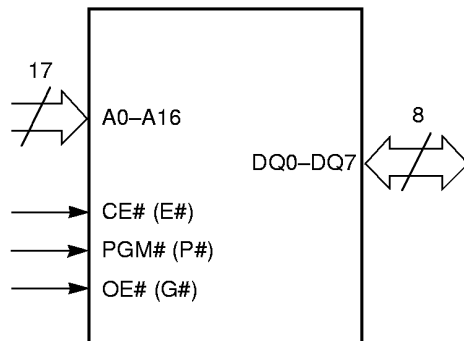 17
A0–A16
8
DQ0–DQ7
CE# (E#)
PGM# (P#)
OE# (G#)